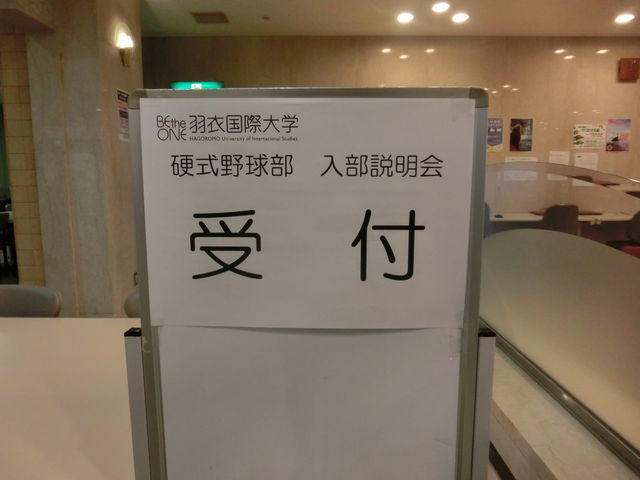 BE the ONE 羽衣国際大学
HAGOROMO University of International Studies
硬式野球部 入部説明会
受 付